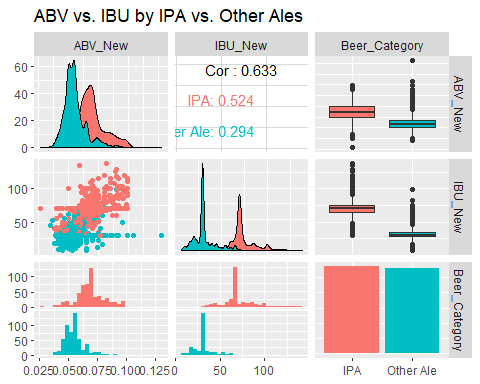 ABV vs. IBU by IPA vs. Other Ales
ABV_New IBU_New Beer_Category
60
40
20
0
Cor : 0.633
IPA: 0.524
er Ale: 0.294
ABV_New
100
50
IBU_New
100
50
0
100
50
0
Beer_Category
0.025 0.050 0.075 0.100 0.125
50 100
IPA Other Ale